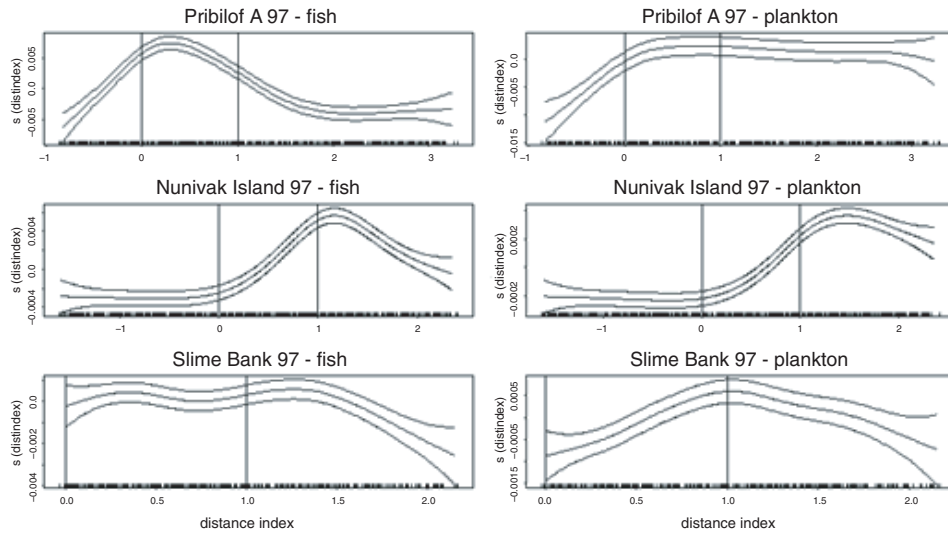 Pribilof A 97 - fish
s (distindex)
0.005
0.0
-0.005
-1 0 1 2 3
Pribilof A 97 - plankton
s (distindex)
0.0
-0.005
-0.015
-1 0 1 2 3
Nunivak Island 97 - fish
s (distindex)
0.0004
0.0
-0.0004
-1 0 1 2
Nunivak Island 97 - plankton
s (distindex)
0.0002
-0.0002
-1 0 1 2
Slime Bank 97 - fish
s (distindex)
0.0
-0.002
-0.004
0.0 0.5 1.0 1.5 2.0
distance index
Slime Bank 97 - plankton
s (distindex)
0.0005
-0.0005
-0.0015
0.0 0.5 1.0 1.5 2.0
distance index